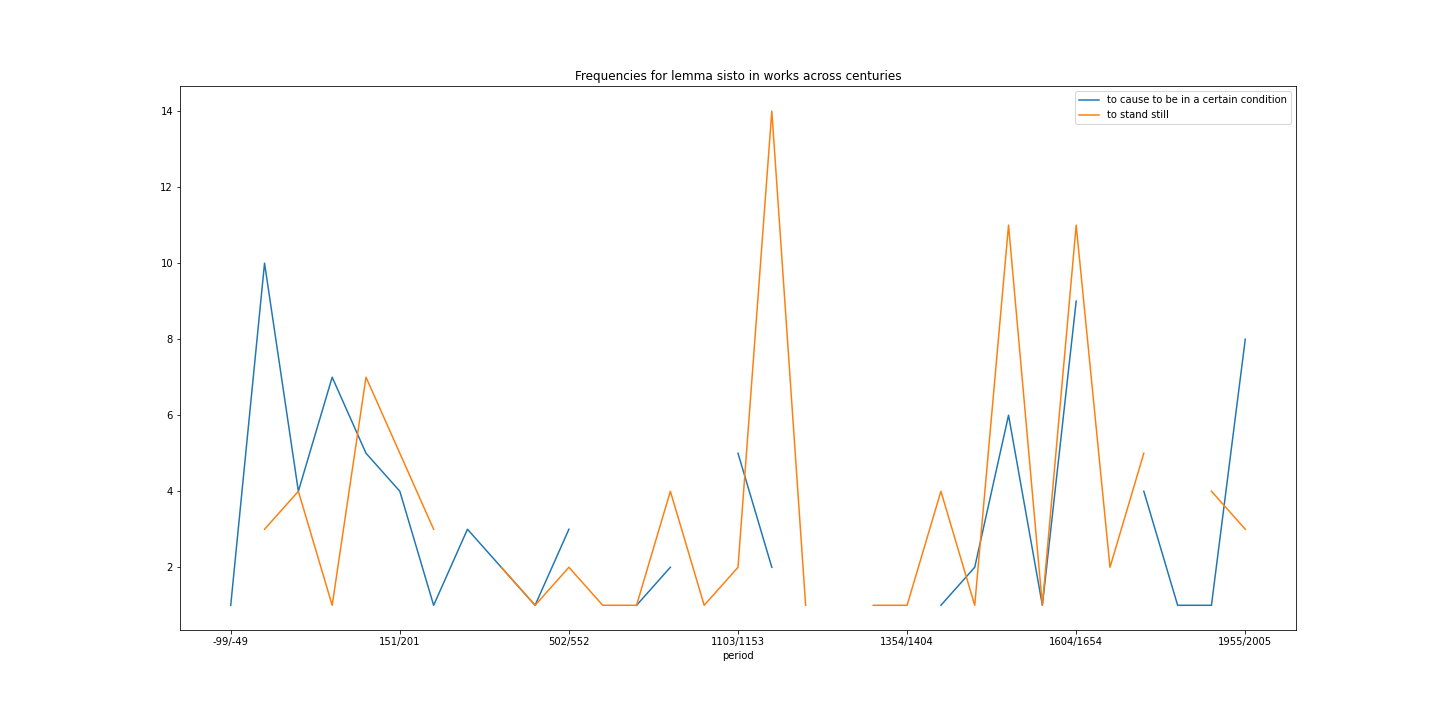 Frequencies for lemma sisto in works across centuries
to cause to be in a certain condition
to stand still
14
12
10
8
6
4
2
-99/-49 151/201 502/552 1103/1153 1354/1404 1604/1654 1955/2005
period